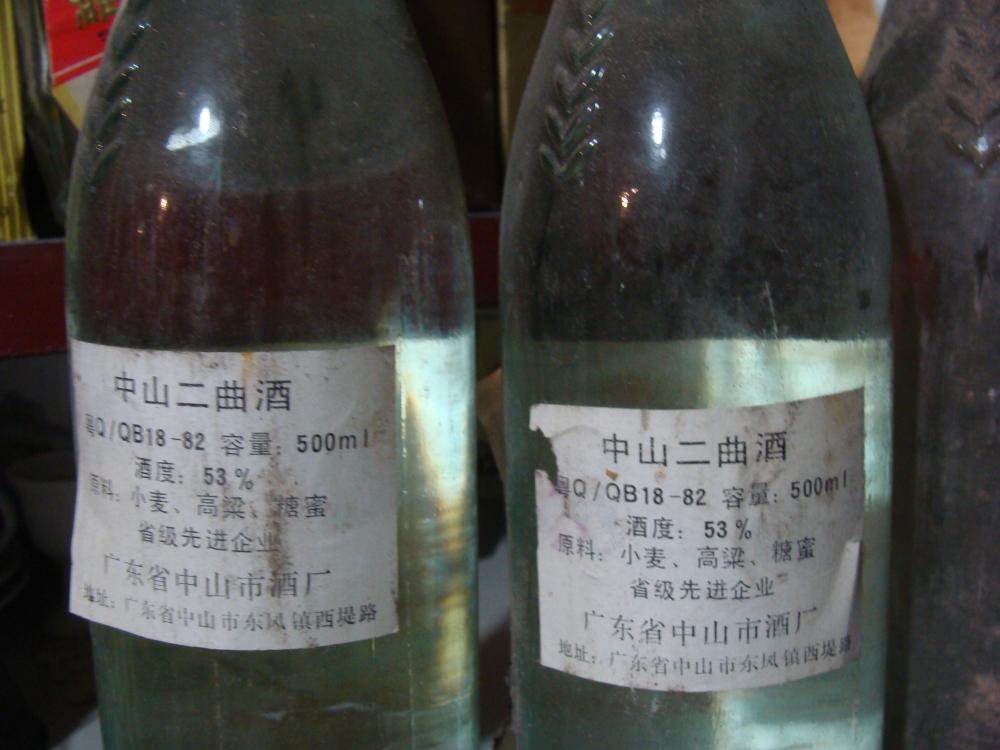 中山二曲酒
粤Q/QB18-82 容量: 500ml
酒度: 53%
原料: 小麦、高粱、糖蜜
省级先进企业
广东省中山市酒厂
地址: 广东省中山市东风镇西堤路
中山二曲酒
粤Q/QB18-82 容量: 500ml
酒度: 53%
原料: 小麦、高粱、糖蜜
省级先进企业
广东省中山市酒厂
地址: 广东省中山市东风镇西堤路